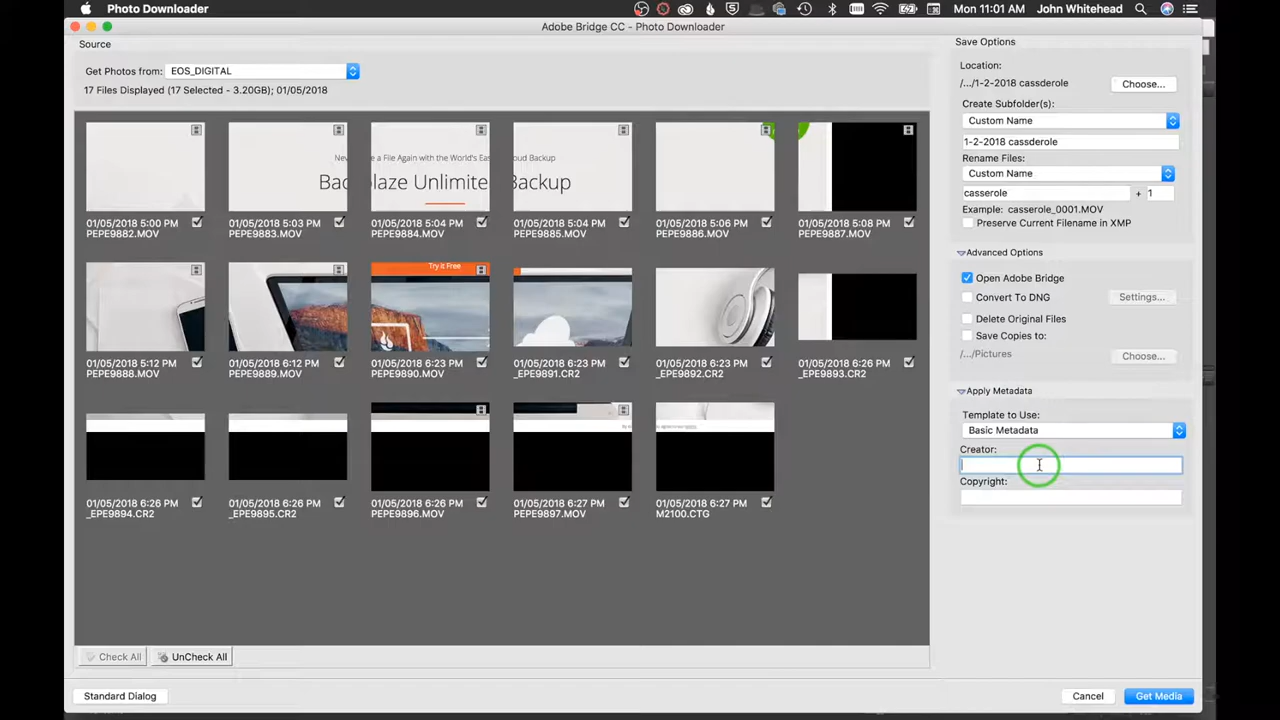 Photo Downloader
Mon 11:01 AM John Whitehead
Adobe Bridge CC - Photo Downloader
Source
Get Photos from: EOS_DIGITAL
17 Files Displayed (17 Selected - 3.20GB); 01/05/2018
Backblaze Unlimited Backup
01/05/2018 5:00 PM
PEPE9882.MOV
01/05/2018 5:03 PM
PEPE9883.MOV
01/05/2018 5:04 PM
PEPE9884.MOV
01/05/2018 5:04 PM
PEPE9885.MOV
01/05/2018 5:06 PM
PEPE9886.MOV
01/05/2018 5:08 PM
PEPE9887.MOV
Try it Free
01/05/2018 5:12 PM
PEPE9888.MOV
01/05/2018 6:12 PM
PEPE9889.MOV
01/05/2018 6:23 PM
PEPE9890.MOV
01/05/2018 6:23 PM
_EPE9891.CR2
01/05/2018 6:23 PM
_EPE9892.CR2
01/05/2018 6:26 PM
_EPE9893.CR2
01/05/2018 6:26 PM
_EPE9894.CR2
01/05/2018 6:26 PM
_EPE9895.CR2
01/05/2018 6:26 PM
PEPE9896.MOV
01/05/2018 6:27 PM
PEPE9897.MOV
01/05/2018 6:27 PM
M2100.CTG
Check All
UnCheck All
Standard Dialog
Save Options
Location:
/.../1-2-2018 cassderole
Choose...
Create Subfolder(s):
Custom Name
1-2-2018 cassderole
Rename Files:
Custom Name
casserole + 1
Example: casserole_0001.MOV
Preserve Current Filename in XMP
Advanced Options
Open Adobe Bridge
Convert To DNG
Settings...
Delete Original Files
Save Copies to:
/.../Pictures
Choose...
Apply Metadata
Template to Use:
Basic Metadata
Creator:
Copyright:
Cancel
Get Media